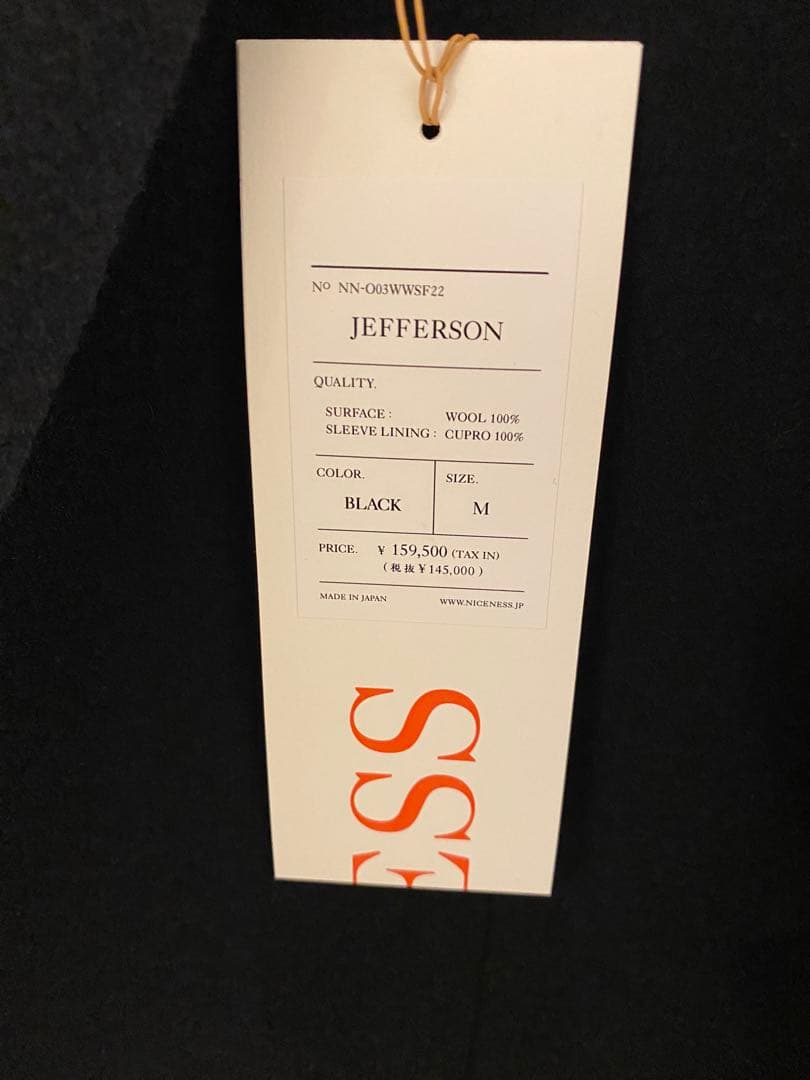 Nº NN-O03WWSF22
JEFFERSON
QUALITY.
SURFACE : WOOL 100%
SLEEVE LINING : CUPRO 100%
COLOR. SIZE.
BLACK M
PRICE. ¥ 159,500 (TAX IN)
(税抜¥145,000)
MADE IN JAPAN WWW.NICENESS.JP
ESS